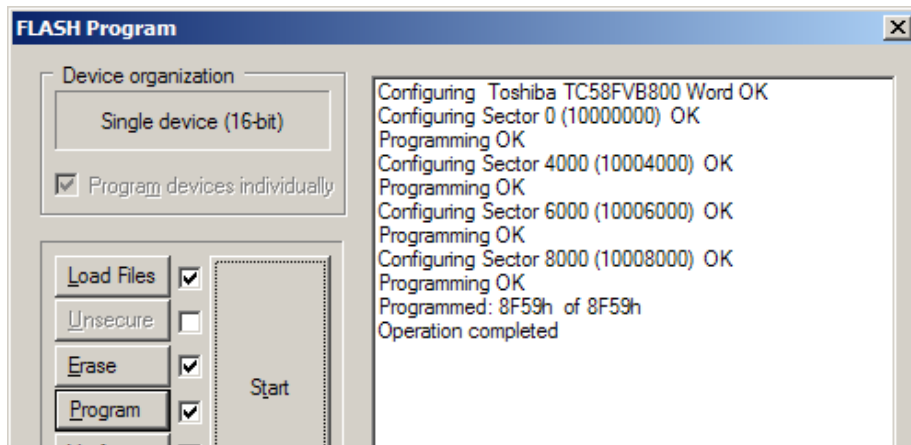 FLASH Program
Device organization
Single device (16-bit)
Program devices individually
Load Files
Unsecure
Erase
Program
Start
Configuring  Toshiba TC58FVB800 Word OK
Configuring Sector 0 (10000000)  OK
Programming OK
Configuring Sector 4000 (10004000)  OK
Programming OK
Configuring Sector 6000 (10006000)  OK
Programming OK
Configuring Sector 8000 (10008000)  OK
Programming OK
Programmed: 8F59h  of 8F59h
Operation completed